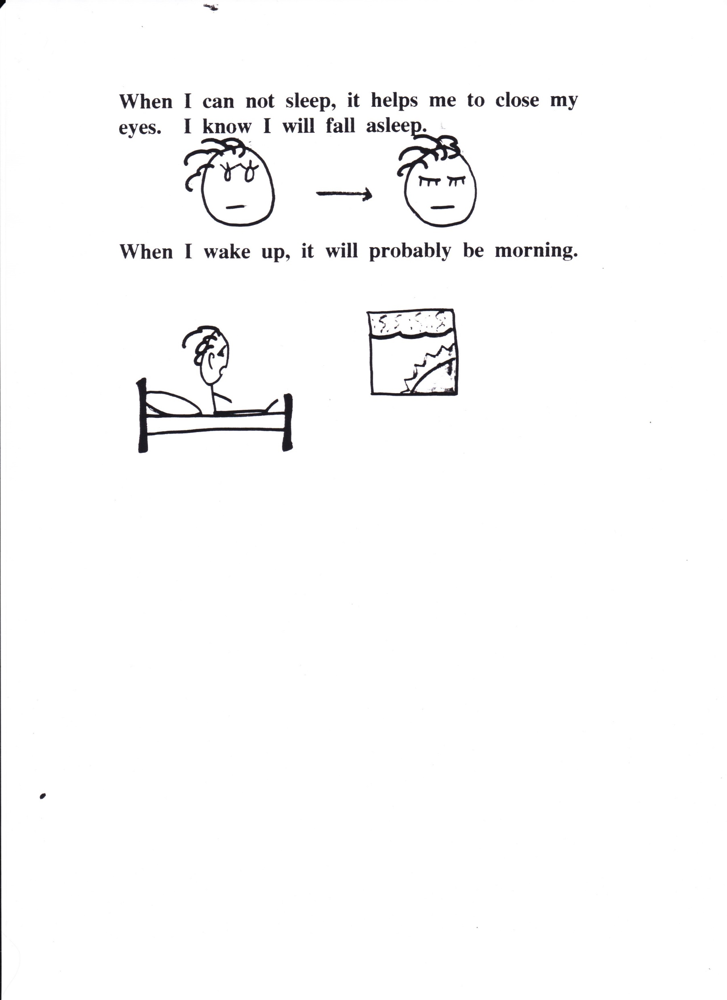 When I can not sleep, it helps me to close my
eyes. I know I will fall asleep.
When I wake up, it will probably be morning.